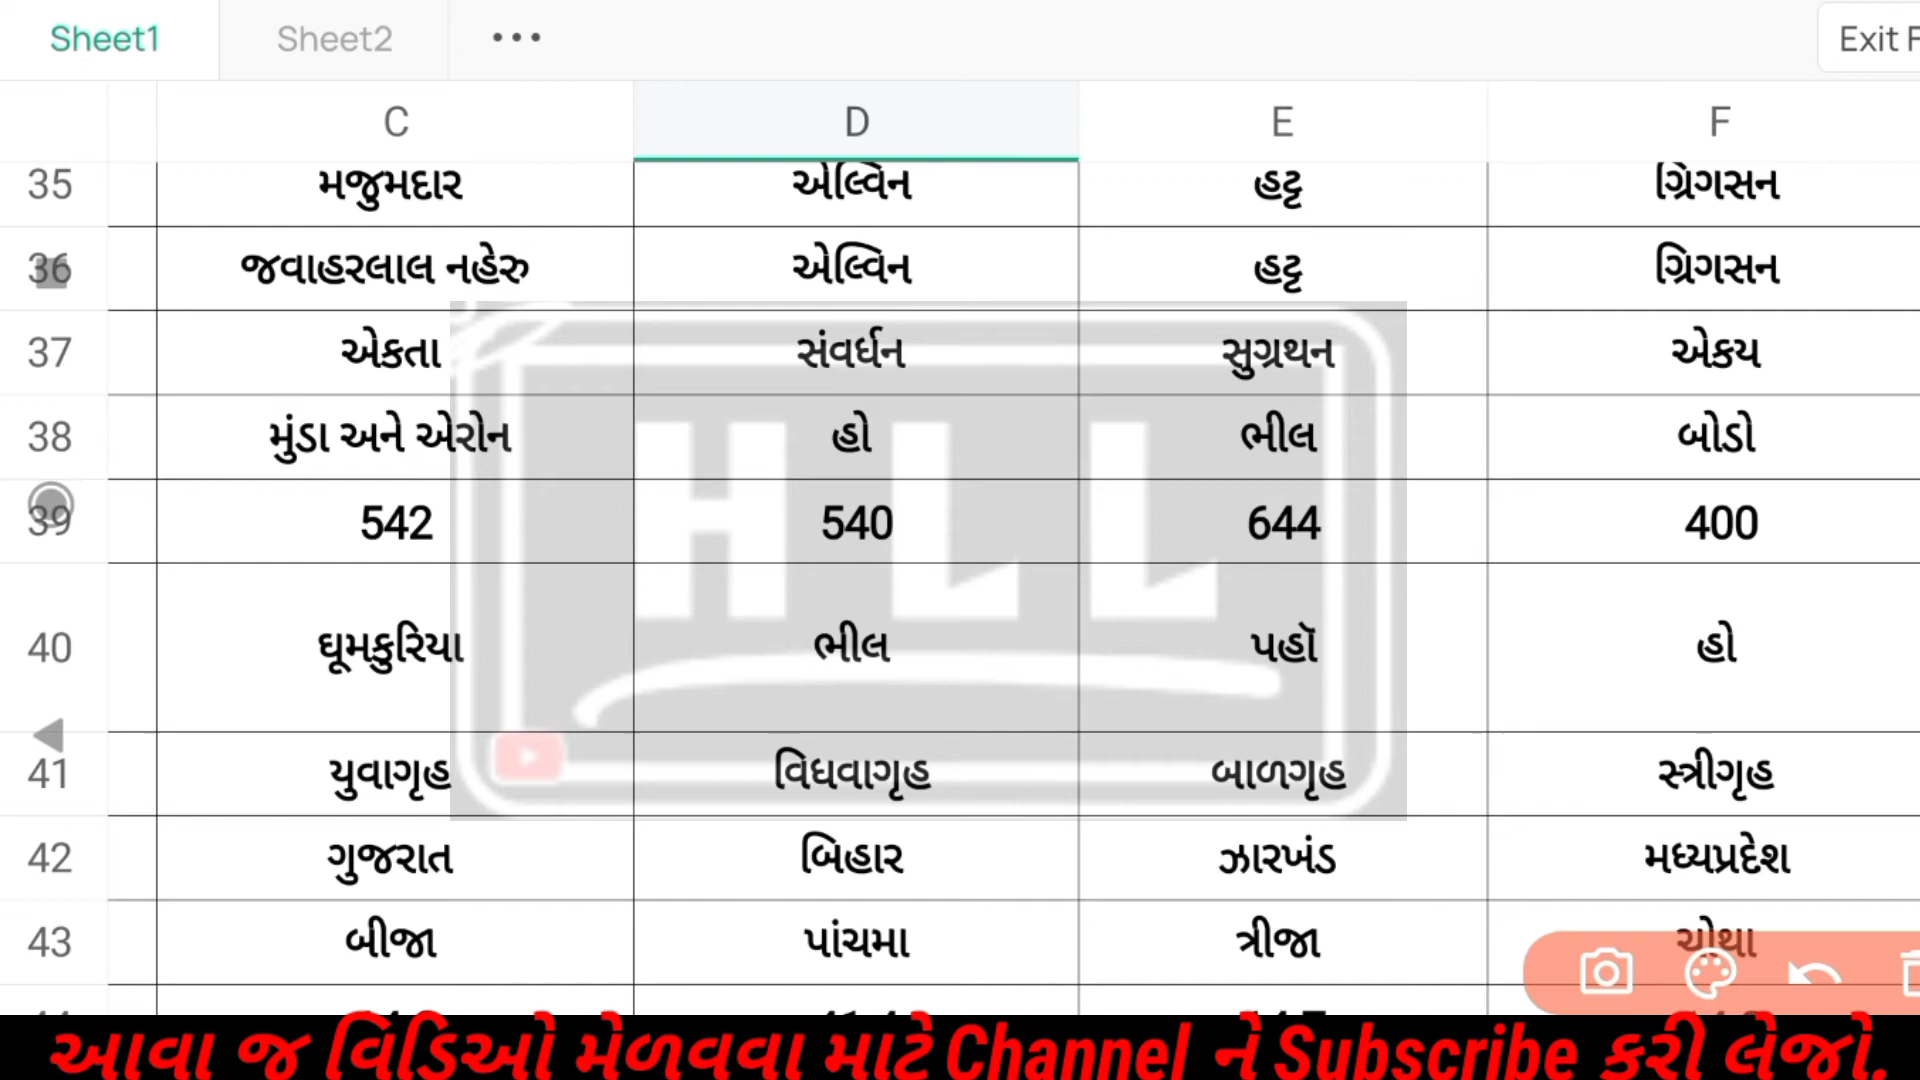 Sheet1 Sheet2 ••• Exit F
C D E F
35 મજુમદાર એલ્વિન હટ્ટ ગ્રિગસન
36 જવાહરલાલ નહેરુ એલ્વિન હટ્ટ ગ્રિગસન
37 એકતા સંવર્ધન સુગ્રથન એકય
38 મુંડા અને એરોન હો ભીલ બોડો
39 542 540 644 400
HLL
40 ઘૂમકુરિયા ભીલ પહૉ હો
41 યુવાગૃહ વિધવાગૃહ બાળગૃહ સ્ત્રીગૃહ
42 ગુજરાત બિહાર ઝારખંડ મધ્યપ્રદેશ
43 બીજા પાંચમા ત્રીજા ચોથા
આવા જ વિડિઓ મેળવવા માટે Channel ને Subscribe કરી લેજો.